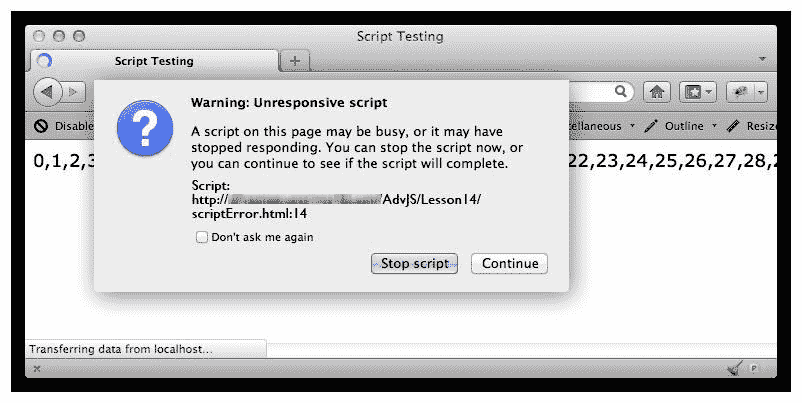 Script Testing
Script Testing
Disable
Outline
Resize
0,1,2,3
22,23,24,25,26,27,28,
Warning: Unresponsive script
A script on this page may be busy, or it may have
stopped responding. You can stop the script now, or
you can continue to see if the script will complete.
Script:
http:// /AdvJS/Lesson14/
scriptError.html:14
Don't ask me again
Stop script
Continue
Transferring data from localhost...
P